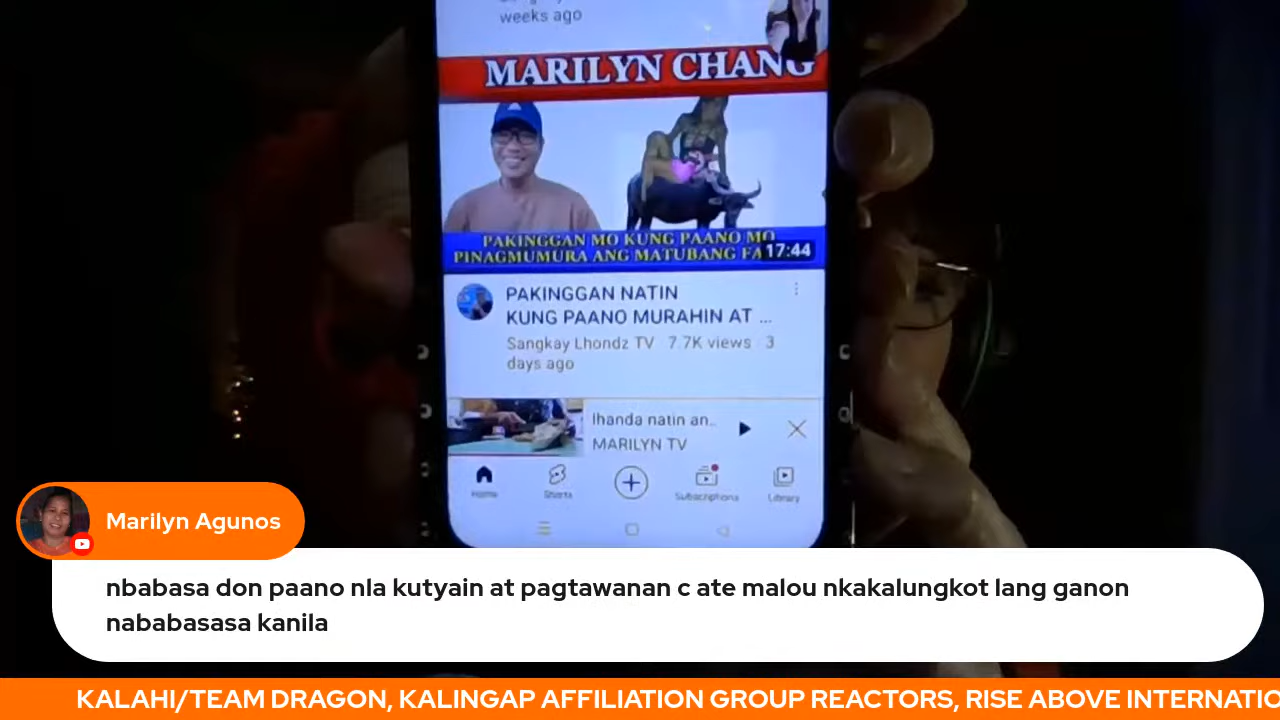 weeks ago
MARILYN CHANG
PAKINGGAN MO KUNG PAANO MO
PINAGMUMURA ANG MATUBANG FA
17:44
PAKINGGAN NATIN
KUNG PAANO MURAHIN AT ...
Sangkay Lhondz TV 7.7K views · 3
days ago
Ihanda natin an..
MARILYN TV
Home
Shorts
Subscriptions
Library
Marilyn Agunos
nbabasa don paano nla kutyain at pagtawanan c ate malou nkakalungkot lang ganon
nababasasa kanila
KALAHI/TEAM DRAGON, KALINGAP AFFILIATION GROUP REACTORS, RISE ABOVE INTERNATIO